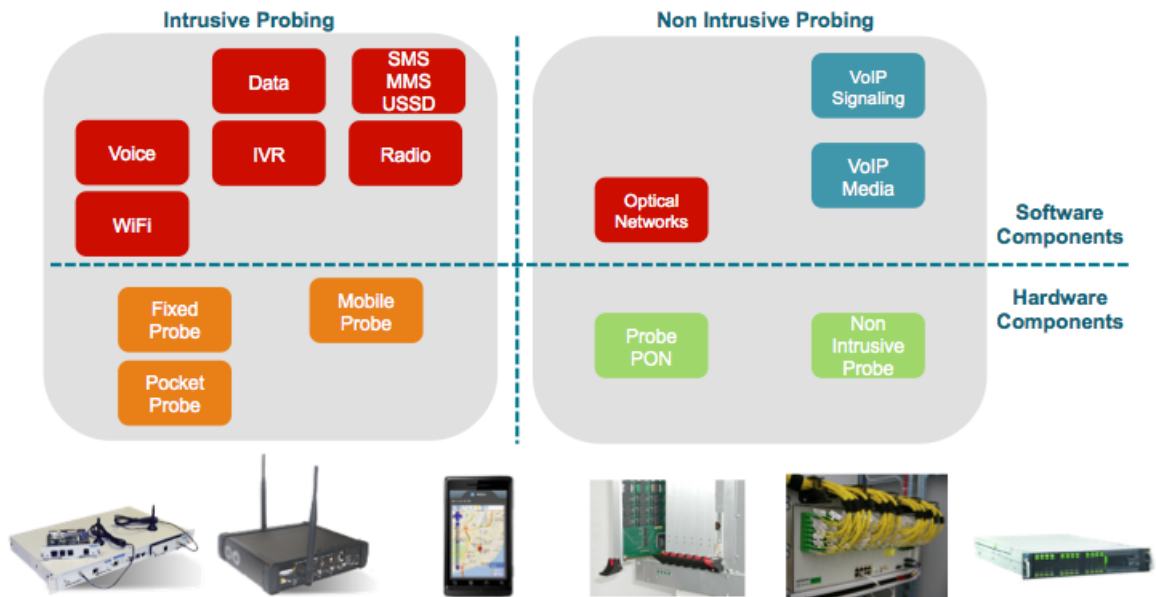 Intrusive Probing
Non Intrusive Probing
Data
SMS
MMS
USSD
VoIP
Signaling
Voice
IVR
Radio
VoIP
Media
WiFi
Optical
Networks
Software
Components
Hardware
Components
Fixed
Probe
Mobile
Probe
Probe
PON
Non
Intrusive
Probe
Pocket
Probe